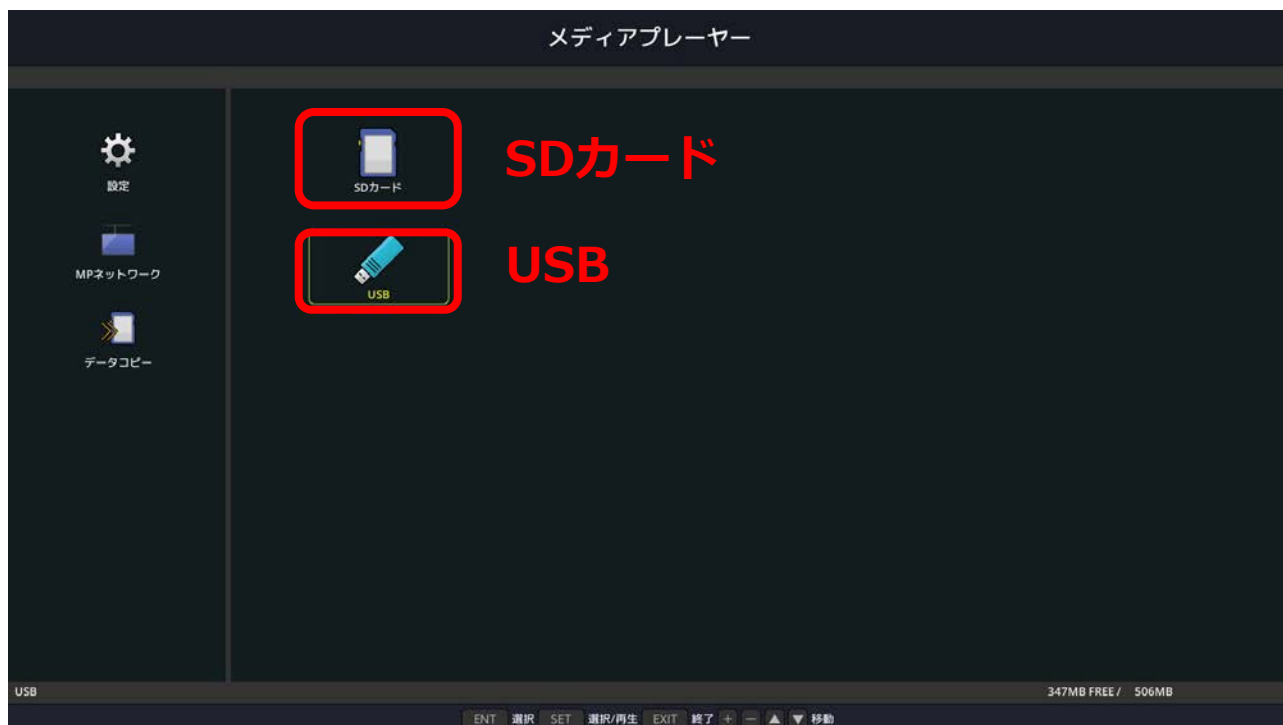 メディアプレーヤー
設定
MPネットワーク
データコピー
SDカード
SDカード
USB
USB
USB
347MB FREE / 506MB
ENT 選択 SET 選択/再生 EXIT 終了 + − ▲ ▼ 移動